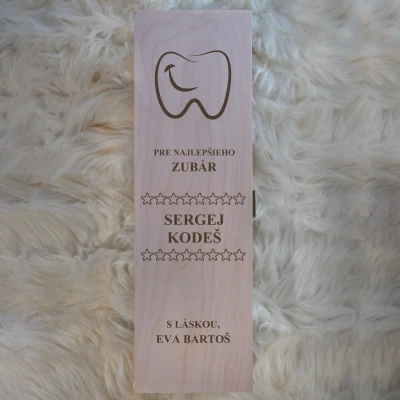 PRE NAJLEPŠIEHO
ZUBÁR
SERGEJ
KODEŠ
S LÁSKOU,
EVA BARTOŠ